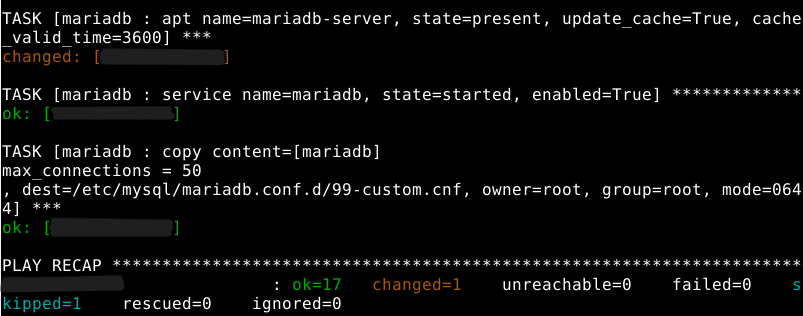 TASK [mariadb : apt name=mariadb-server, state=present, update_cache=True, cache
_valid_time=3600] ***
changed: [ ]
TASK [mariadb : service name=mariadb, state=started, enabled=True] *************
ok: [ ]
TASK [mariadb : copy content=[mariadb]
max_connections = 50
, dest=/etc/mysql/mariadb.conf.d/99-custom.cnf, owner=root, group=root, mode=064
4] ***
ok: [ ]
PLAY RECAP *********************************************************************
: ok=17 changed=1 unreachable=0 failed=0 s
kipped=1 rescued=0 ignored=0